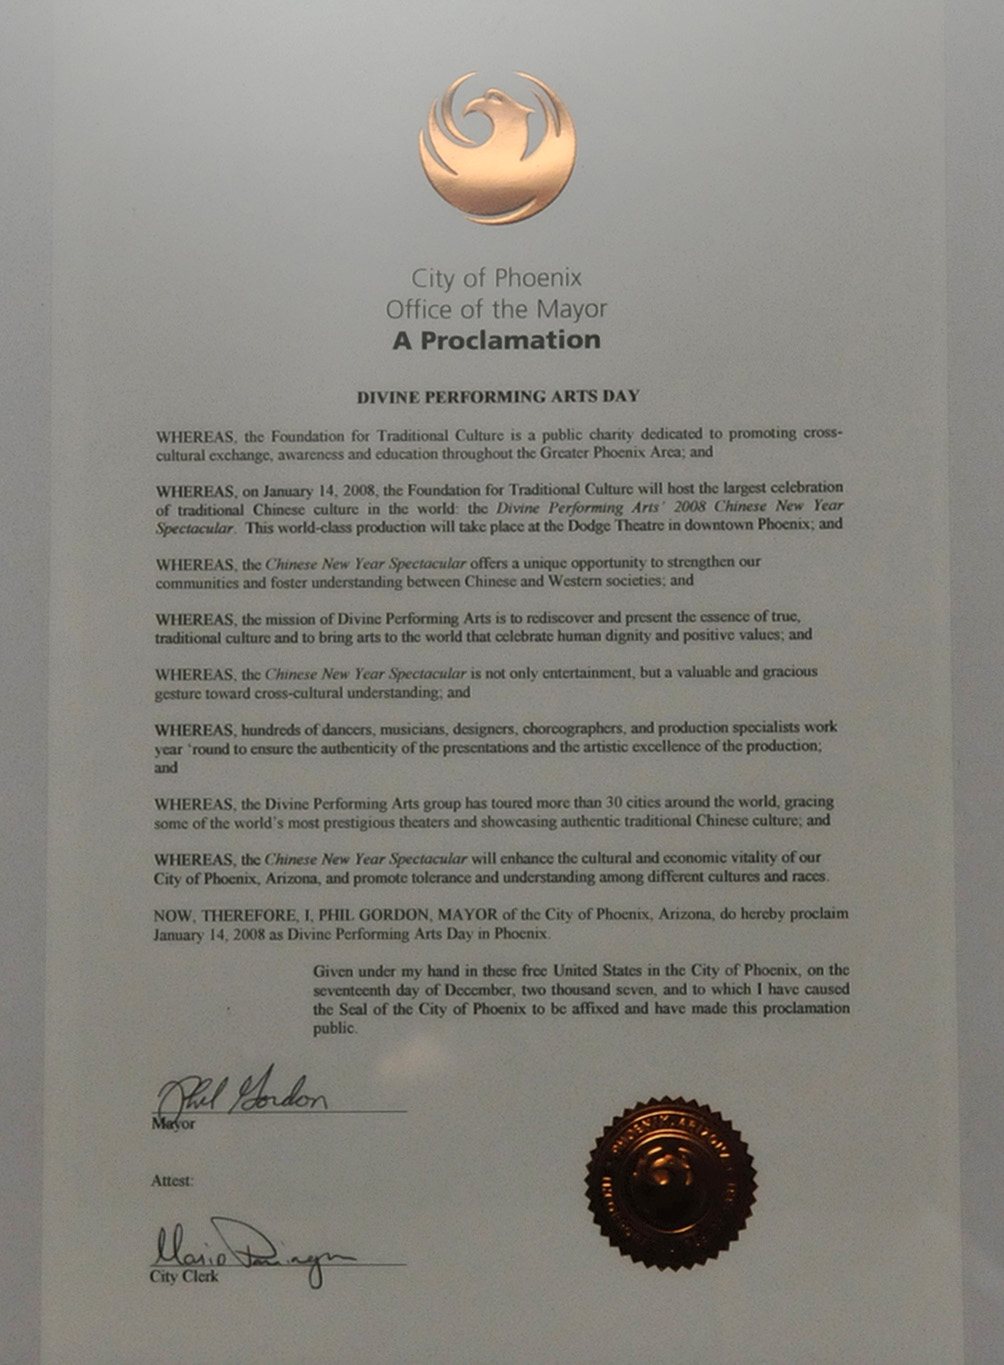 City of Phoenix
Office of the Mayor
A Proclamation
DIVINE PERFORMING ARTS DAY
WHEREAS, the Foundation for Traditional Culture is a public charity dedicated to promoting cross-
cultural exchange, awareness and education throughout the Greater Phoenix Area; and
WHEREAS, on January 14, 2008, the Foundation for Traditional Culture will host the largest celebration
of traditional Chinese culture in the world: the Divine Performing Arts' 2008 Chinese New Year
Spectacular. This world-class production will take place at the Dodge Theatre in downtown Phoenix; and
WHEREAS, the Chinese New Year Spectacular offers a unique opportunity to strengthen our
communities and foster understanding between Chinese and Western societies; and
WHEREAS, the mission of Divine Performing Arts is to rediscover and present the essence of true,
traditional culture and to bring arts to the world that celebrate human dignity and positive values; and
WHEREAS, the Chinese New Year Spectacular is not only entertainment, but a valuable and gracious
gesture toward cross-cultural understanding; and
WHEREAS, hundreds of dancers, musicians, designers, choreographers, and production specialists work
year 'round to ensure the authenticity of the presentations and the artistic excellence of the production;
and
WHEREAS, the Divine Performing Arts group has toured more than 30 cities around the world, gracing
some of the world's most prestigious theaters and showcasing authentic traditional Chinese culture; and
WHEREAS, the Chinese New Year Spectacular will enhance the cultural and economic vitality of our
City of Phoenix, Arizona, and promote tolerance and understanding among different cultures and races.
NOW, THEREFORE, I, PHIL GORDON, MAYOR of the City of Phoenix, Arizona, do hereby proclaim
January 14, 2008 as Divine Performing Arts Day in Phoenix.
Given under my hand in these free United States in the City of Phoenix, on the
seventeenth day of December, two thousand seven, and to which I have caused
the Seal of the City of Phoenix to be affixed and have made this proclamation
public.
Phil Gordon
Mayor
Attest:
Mario
City Clerk
PHOENIX, ARIZONA